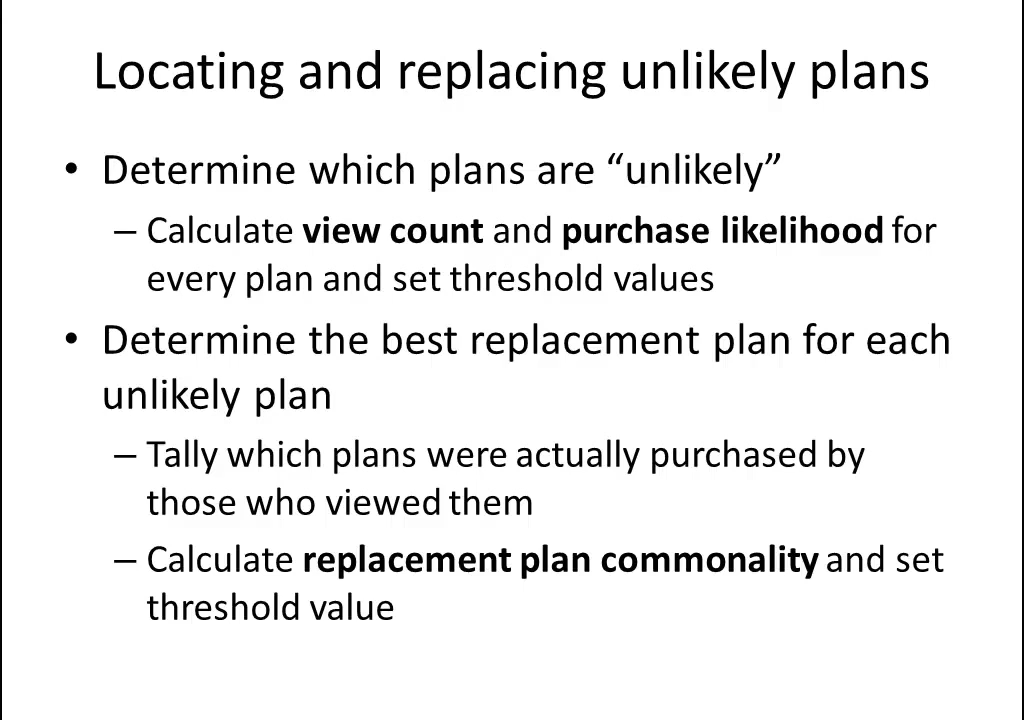 Locating and replacing unlikely plans
• Determine which plans are “unlikely”
– Calculate view count and purchase likelihood for
every plan and set threshold values
• Determine the best replacement plan for each
unlikely plan
– Tally which plans were actually purchased by
those who viewed them
– Calculate replacement plan commonality and set
threshold value